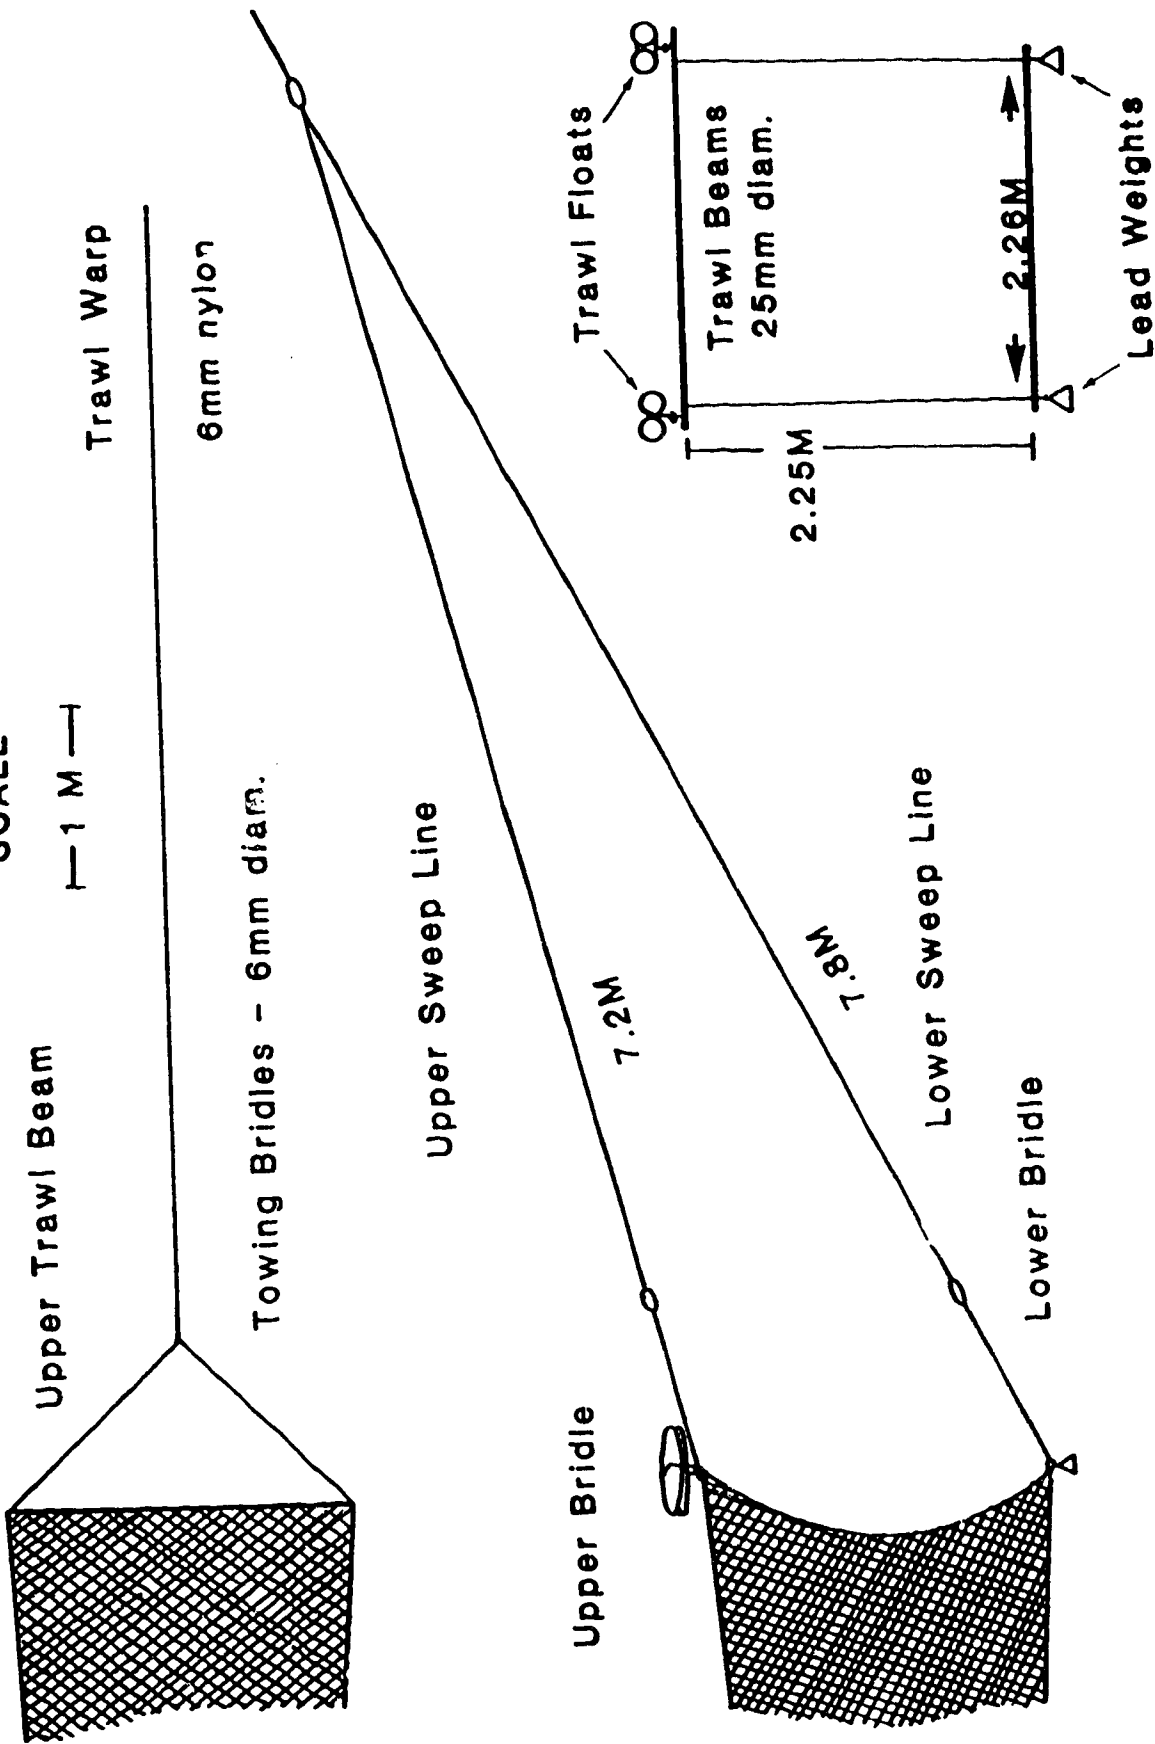 SCALE
1 M
Upper Trawl Beam
Trawl Warp
6mm nylon
Towing Bridles - 6mm diam.
Upper Sweep Line
7.2M
Upper Bridle
7.8M
Lower Sweep Line
Lower Bridle
Trawl Floats
Trawl Beams
25mm diam.
2.25M
2.26M
Lead Weights